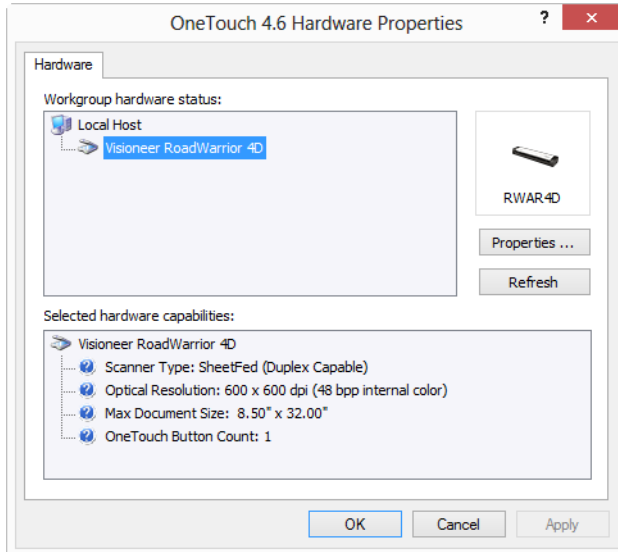 OneTouch 4.6 Hardware Properties
?
Hardware
Workgroup hardware status:
Local Host
Visioneer RoadWarrior 4D
RWAR4D
Properties ...
Refresh
Selected hardware capabilities:
Visioneer RoadWarrior 4D
Scanner Type: SheetFed (Duplex Capable)
Optical Resolution: 600 x 600 dpi (48 bpp internal color)
Max Document Size: 8.50" x 32.00"
OneTouch Button Count: 1
OK Cancel Apply